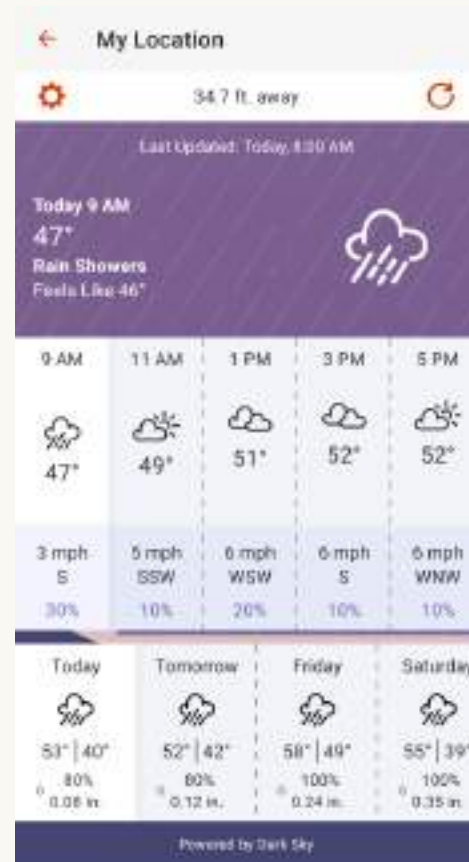 My Location
34.7 ft. away
Last Updated: Today, 8:00 AM
Today 9 AM
47°
Rain Showers
Feels Like 46°
9 AM 11 AM 1 PM 3 PM 5 PM
47° 49° 51° 52° 52°
3 mph 5 mph 6 mph 6 mph 6 mph
S SSW WSW S WNW
30% 10% 20% 10% 10%
Today Tomorrow Friday Saturday
53° | 40° 52° | 42° 58° | 49° 55° | 39°
80% 80% 100% 100%
0.06 in. 0.12 in. 0.24 in. 0.35 in.
Powered by Dark Sky